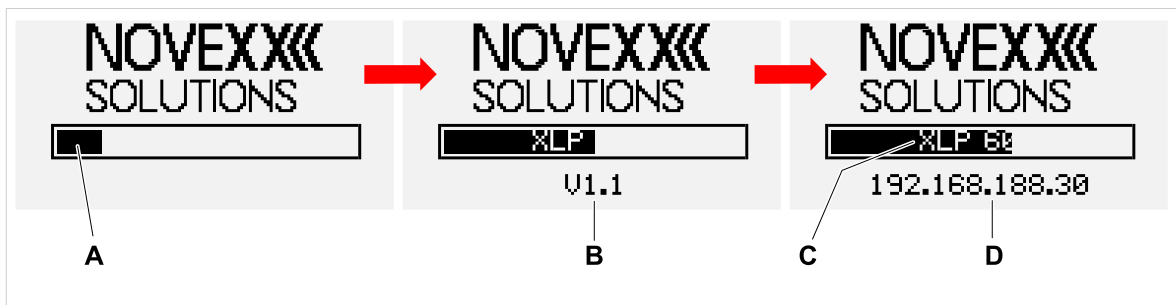 NOVEXX
SOLUTIONS
NOVEXX
SOLUTIONS
XLP
V1.1
NOVEXX
SOLUTIONS
XLP 60
192.168.188.30
A
B
C
D